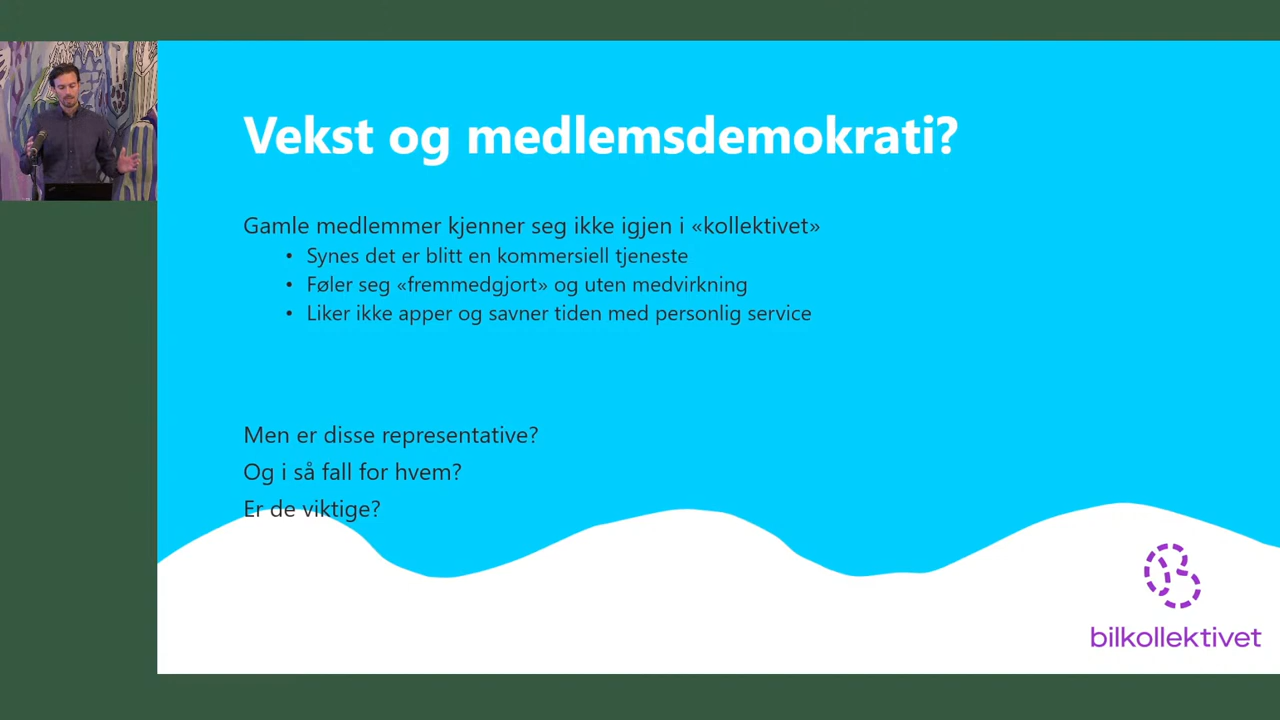 Vekst og medlemsdemokrati?
Gamle medlemmer kjenner seg ikke igjen i «kollektivet»
• Synes det er blitt en kommersiell tjeneste
• Føler seg «fremmedgjort» og uten medvirkning
• Liker ikke apper og savner tiden med personlig service
Men er disse representative?
Og i så fall for hvem?
Er de viktige?
bilkollektivet